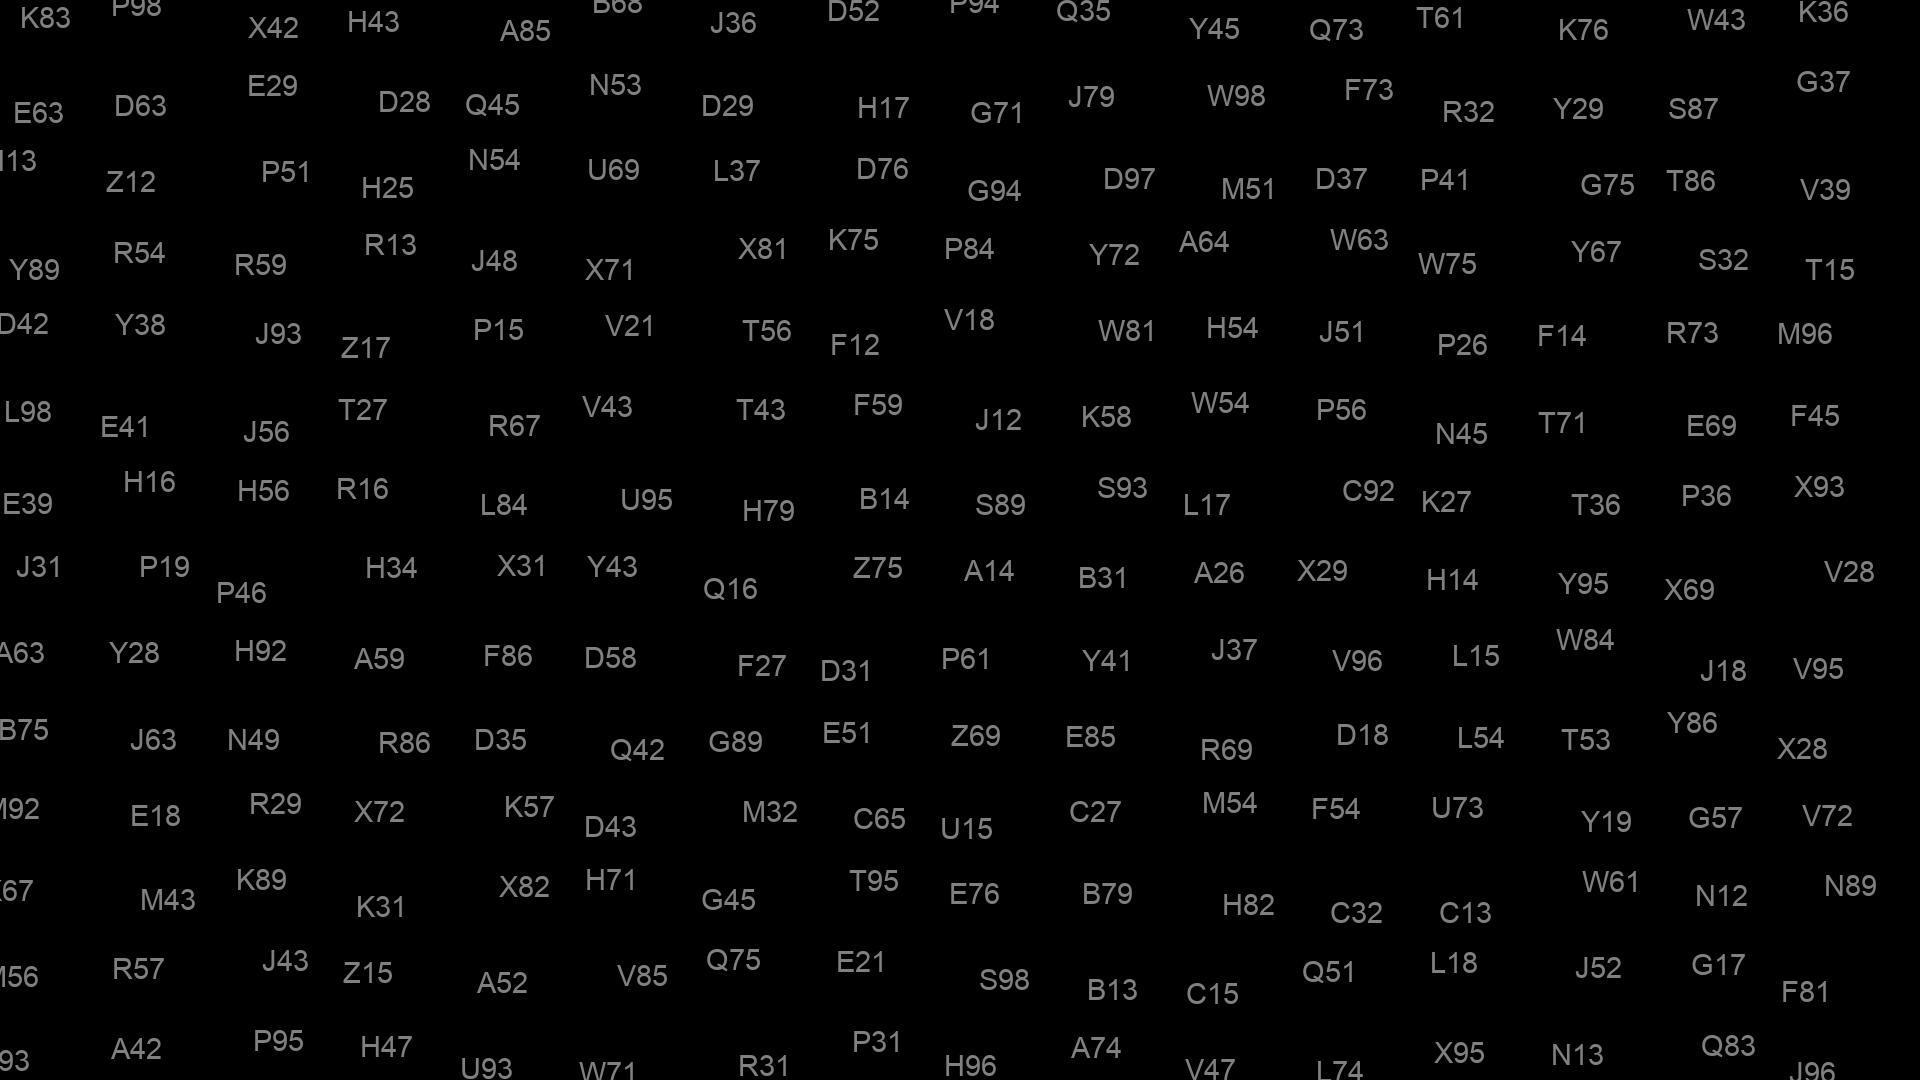 K83 P98 X42 H43 A85 B68 J36 D52 P94 Q35 Y45 Q73 T61 K76 W43 K36
E63 D63 E29 D28 Q45 N53 D29 H17 G71 J79 W98 F73 R32 Y29 S87 G37
Z12 P51 H25 N54 U69 L37 D76 G94 D97 M51 D37 P41 G75 T86 V39
Y89 R54 R59 R13 J48 X71 X81 K75 P84 Y72 A64 W63 W75 Y67 S32 T15
D42 Y38 J93 Z17 P15 V21 T56 F12 V18 W81 H54 J51 P26 F14 R73 M96
L98 E41 J56 T27 R67 V43 T43 F59 J12 K58 W54 P56 N45 T71 E69 F45
E39 H16 H56 R16 L84 U95 H79 B14 S89 S93 L17 C92 K27 T36 P36 X93
J31 P19 P46 H34 X31 Y43 Q16 Z75 A14 B31 A26 X29 H14 Y95 X69 V28
A63 Y28 H92 A59 F86 D58 F27 D31 P61 Y41 J37 V96 L15 W84 J18 V95
B75 J63 N49 R86 D35 Q42 G89 E51 Z69 E85 R69 D18 L54 T53 Y86 X28
M92 E18 R29 X72 K57 D43 M32 C65 U15 C27 M54 F54 U73 Y19 G57 V72
M43 K89 K31 X82 H71 G45 T95 E76 B79 H82 C32 C13 W61 N12 N89
M56 R57 J43 Z15 A52 V85 Q75 E21 S98 B13 C15 Q51 L18 J52 G17 F81
A42 P95 H47 U93 W71 R31 P31 H96 A74 V47 L74 X95 N13 Q83 J96